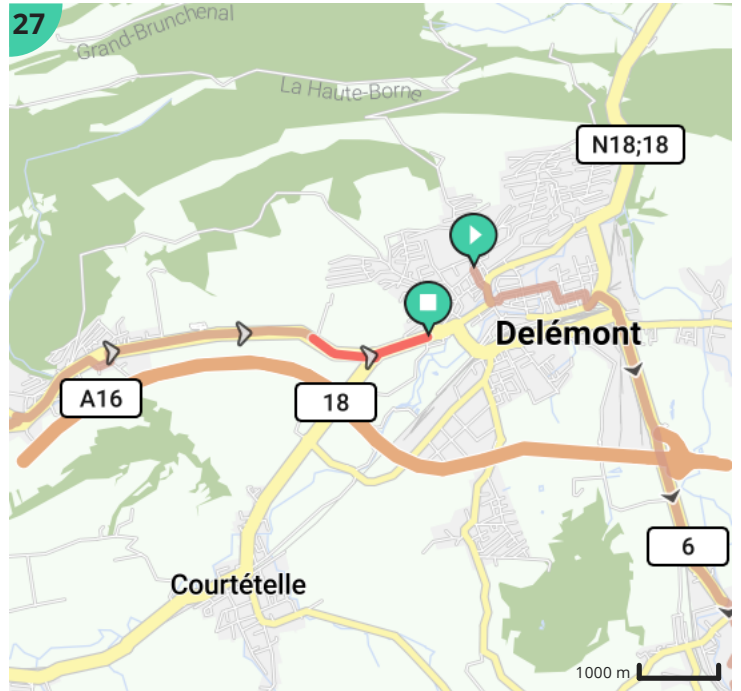 27
Grand-Brunchenal
La Haute-Borne
N18;18
Delémont
A16
18
6
Courtételle
1000 m